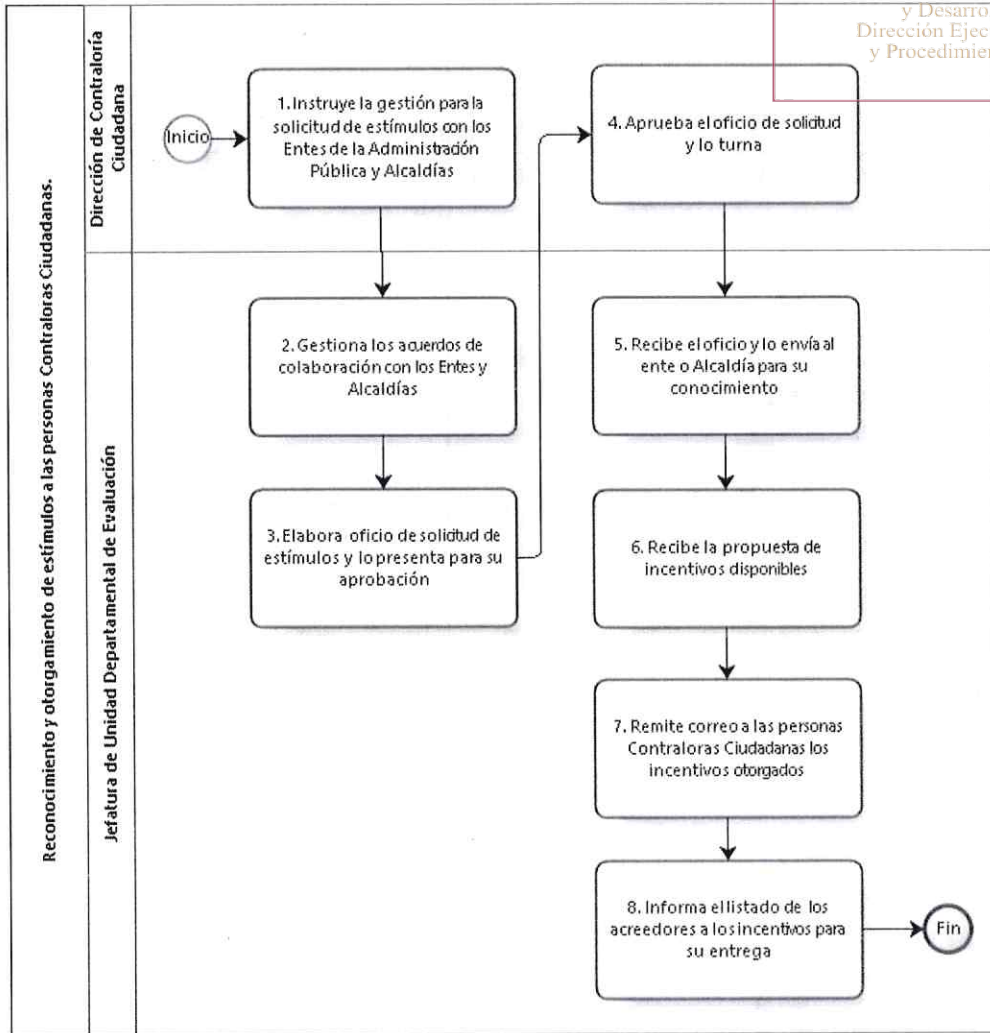 y Desarro
Dirección Ejec
y Procedimie
Reconocimiento y otorgamiento de estímulos a las personas Contraloras Ciudadanas.
Dirección de Contraloría
Ciudadana
Inicio
1. Instruye la gestión para la
solicitud de estímulos con los
Entes de la Administración
Pública y Alcaldías
4. Aprueba el oficio de solicitud
y lo turna
Jefatura de Unidad Departamental de Evaluación
2. Gestiona los acuerdos de
colaboración con los Entes y
Alcaldías
3. Elabora oficio de solicitud de
estímulos y lo presenta para su
aprobación
5. Recibe el oficio y lo envía al
ente o Alcaldía para su
conocimiento
6. Recibe la propuesta de
incentivos disponibles
7. Remite correo a las personas
Contraloras Ciudadanas los
incentivos otorgados
8. Informa el listado de los
acreedores a los incentivos para
su entrega
Fin